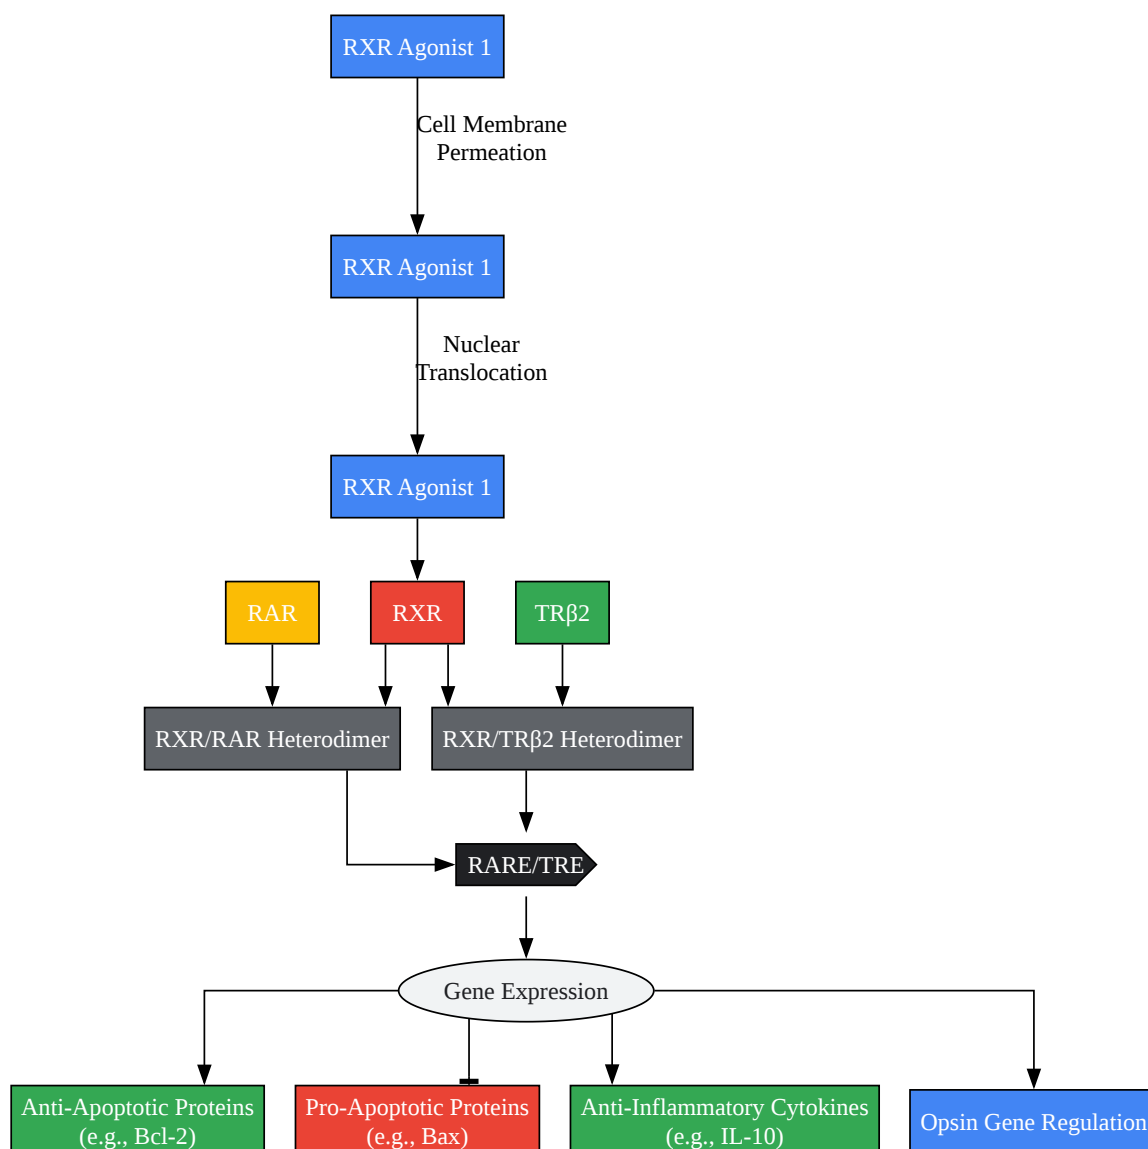 RXR Agonist 1
Cell Membrane
Permeation
RXR Agonist 1
Nuclear
Translocation
RXR Agonist 1
RAR
RXR
TRβ2
RXR/RAR Heterodimer
RXR/TRβ2 Heterodimer
RARE/TRE
Gene Expression
Anti-Apoptotic Proteins
(e.g., Bcl-2)
Pro-Apoptotic Proteins
(e.g., Bax)
Anti-Inflammatory Cytokines
(e.g., IL-10)
Opsin Gene Regulation